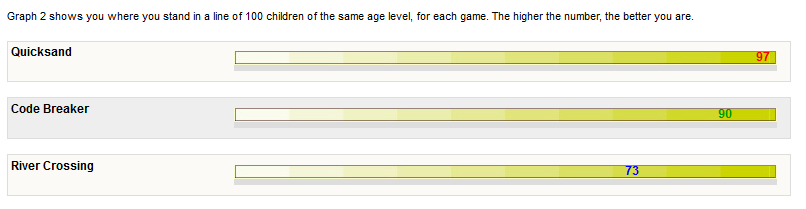 Graph 2 shows you where you stand in a line of 100 children of the same age level, for each game. The higher the number, the better you are.
Quicksand 97
Code Breaker 90
River Crossing 73